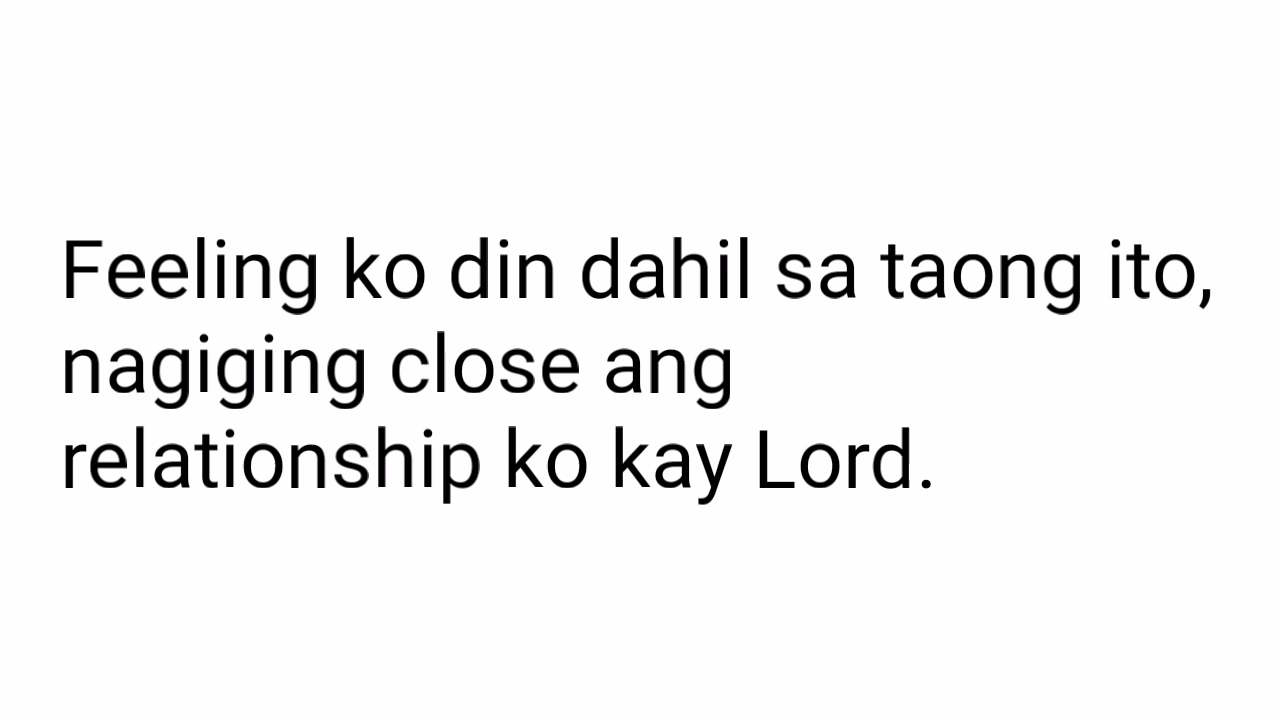 Feeling ko din dahil sa taong ito,
nagiging close ang
relationship ko kay Lord.